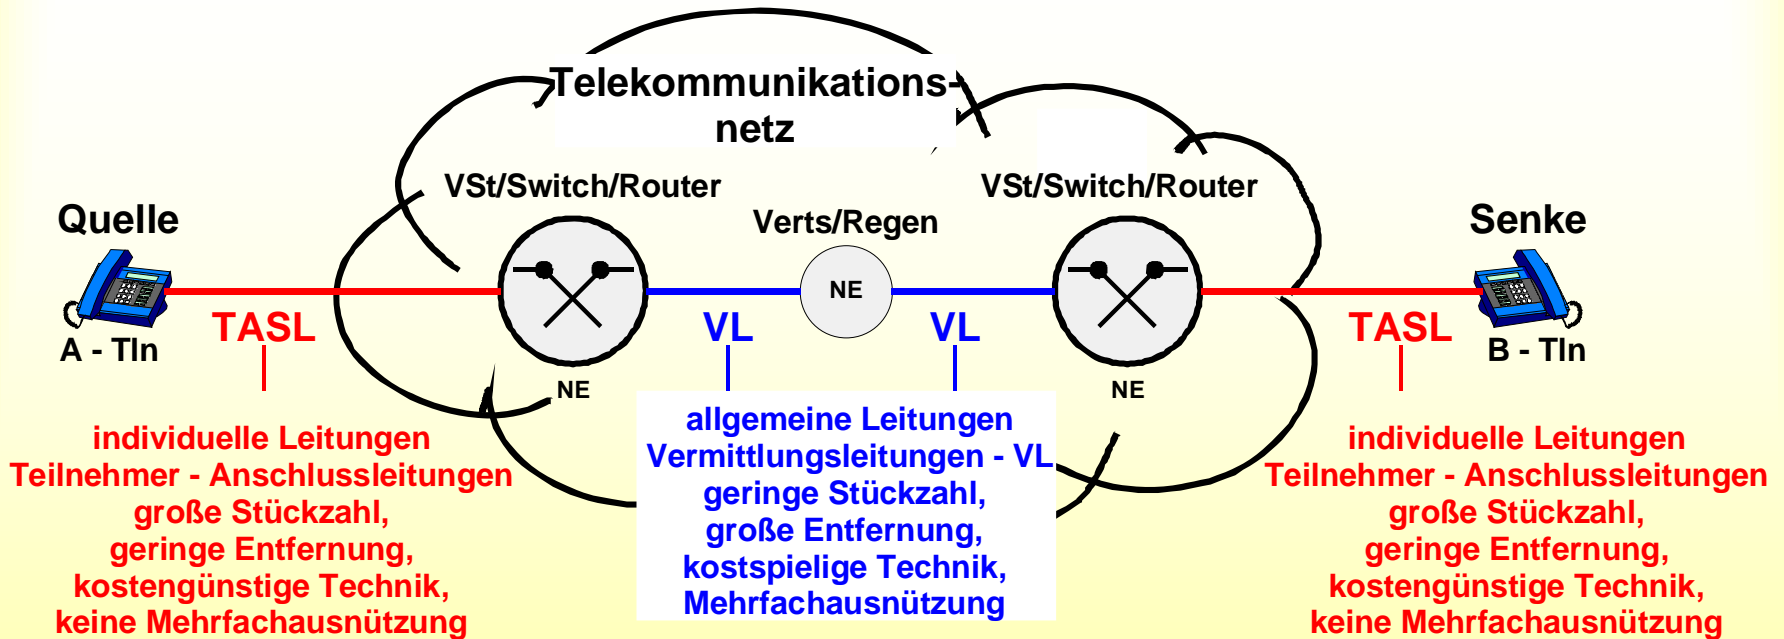 Telekommunikations-
netz
VSt/Switch/Router
VSt/Switch/Router
Quelle
Verts/Regen
Senke
NE
TASL
VL
VL
TASL
A - Tln
B - Tln
NE
NE
individuelle Leitungen
Teilnehmer - Anschlussleitungen
große Stückzahl,
geringe Entfernung,
kostengünstige Technik,
keine Mehrfachausnützung
allgemeine Leitungen
Vermittlungsleitungen - VL
geringe Stückzahl,
große Entfernung,
kostspielige Technik,
Mehrfachausnützung
individuelle Leitungen
Teilnehmer - Anschlussleitungen
große Stückzahl,
geringe Entfernung,
kostengünstige Technik,
keine Mehrfachausnützung